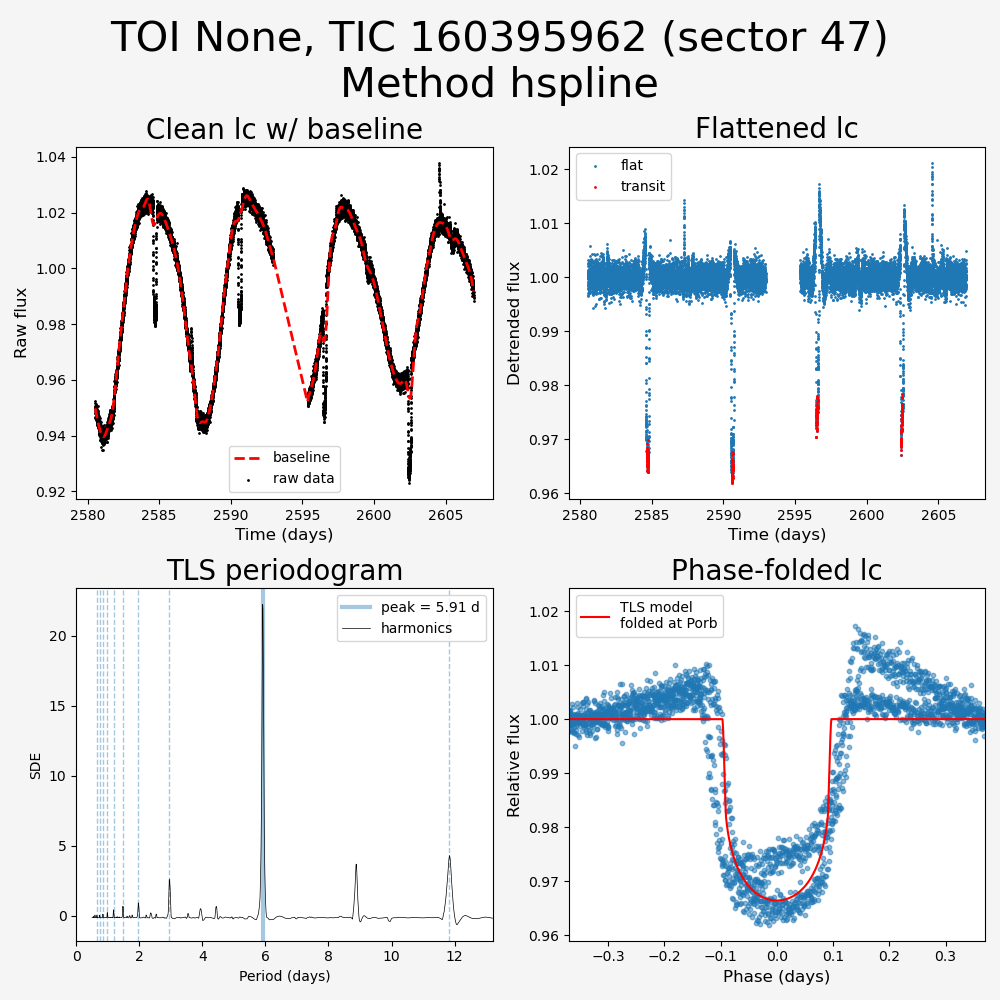 TOI None, TIC 160395962 (sector 47)
Method hspline
Clean lc w/ baseline
Raw flux
1.04
1.02
1.00
0.98
0.96
0.94
0.92
baseline
raw data
2580
2585
2590
2595
2600
2605
Time (days)
Flattened lc
Detrended flux
1.02
1.01
1.00
0.99
0.98
0.97
0.96
flat
transit
2580
2585
2590
2595
2600
2605
Time (days)
TLS periodogram
SDE
20
15
10
5
0
peak = 5.91 d
harmonics
0
2
4
6
8
10
12
Period (days)
Phase-folded lc
Relative flux
1.02
1.01
1.00
0.99
0.98
0.97
0.96
TLS model
folded at Porb
−0.3
−0.2
−0.1
0.0
0.1
0.2
0.3
Phase (days)